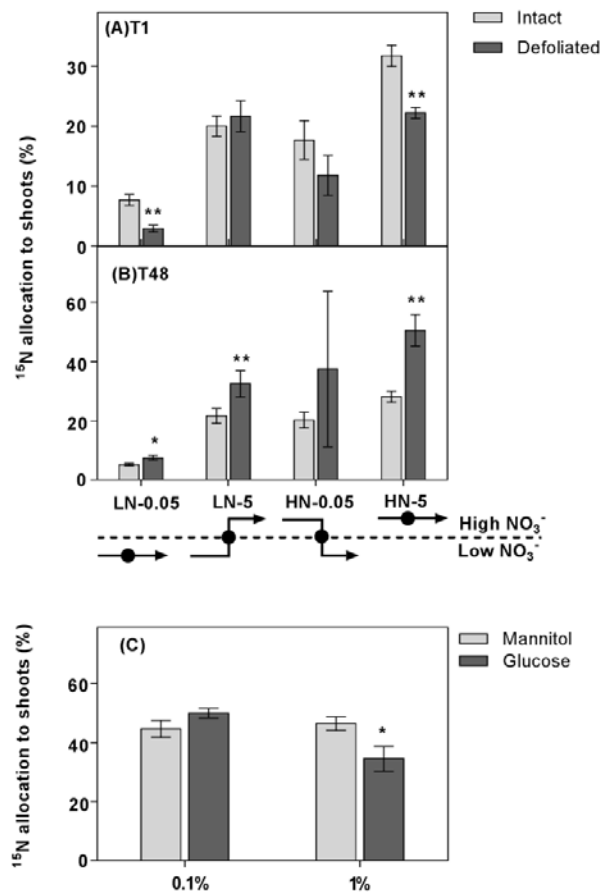 Intact
Defoliated
(A)T1
30
**
20
10
**
0
¹⁵N allocation to shoots (%)
(B)T48
60
**
**
40
20
*
0
LN-0.05 LN-5 HN-0.05 HN-5
High NO₃⁻
Low NO₃⁻
Mannitol
Glucose
(C)
¹⁵N allocation to shoots (%)
60
40
*
20
0
0.1% 1%